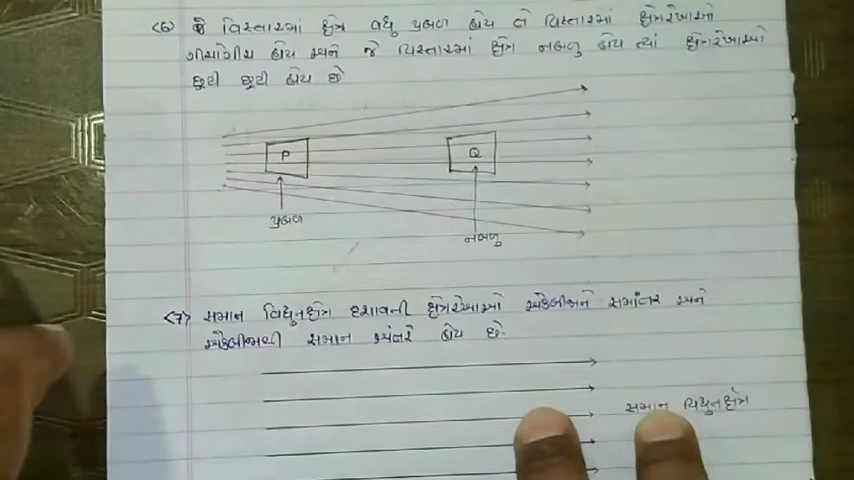 <6> જે વિસ્તારમાં ક્ષેત્ર વધુ પ્રબળ હોય તે વિસ્તારમાં ક્ષેત્રરેખાઓ
ગીચોગીચ હોય અને જે વિસ્તારમાં ક્ષેત્ર નબળુ હોય ત્યાં ક્ષેત્રરેખાઓ
છૂટી છૂટી હોય છે
P
Q
પ્રબળ
નબળુ
<7> સમાન વિદ્યુતક્ષેત્ર દર્શાવતી ક્ષેત્રરેખાઓ એકબીજાને સમાંતર અને
એકબીજાથી સમાન અંતરે હોય છે.
સમાન વિદ્યુતક્ષેત્ર